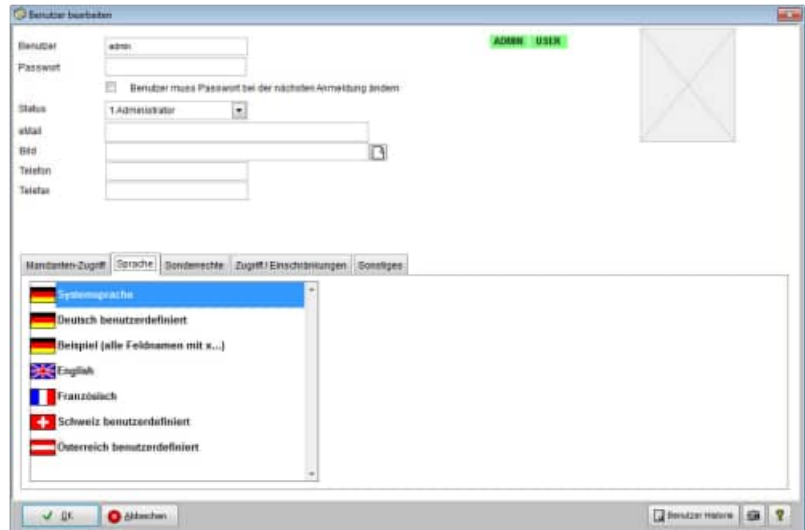 Benutzer bearbeiten
Benutzer admin ADMIN USER
Passwort
Benutzer muss Passwort bei der nächsten Anmeldung ändern
Status 1 Administrator
eMail
Bild
Telefon
Telefax
Mandanten-Zugriff Sprache Sonderrechte Zugriff / Einschränkungen Sonstiges
Systemsprache
Deutsch benutzerdefiniert
Beispiel (alle Feldnamen mit x...)
English
Französisch
Schweiz benutzerdefiniert
Österreich benutzerdefiniert
OK Abbrechen Benutzer Historie ?